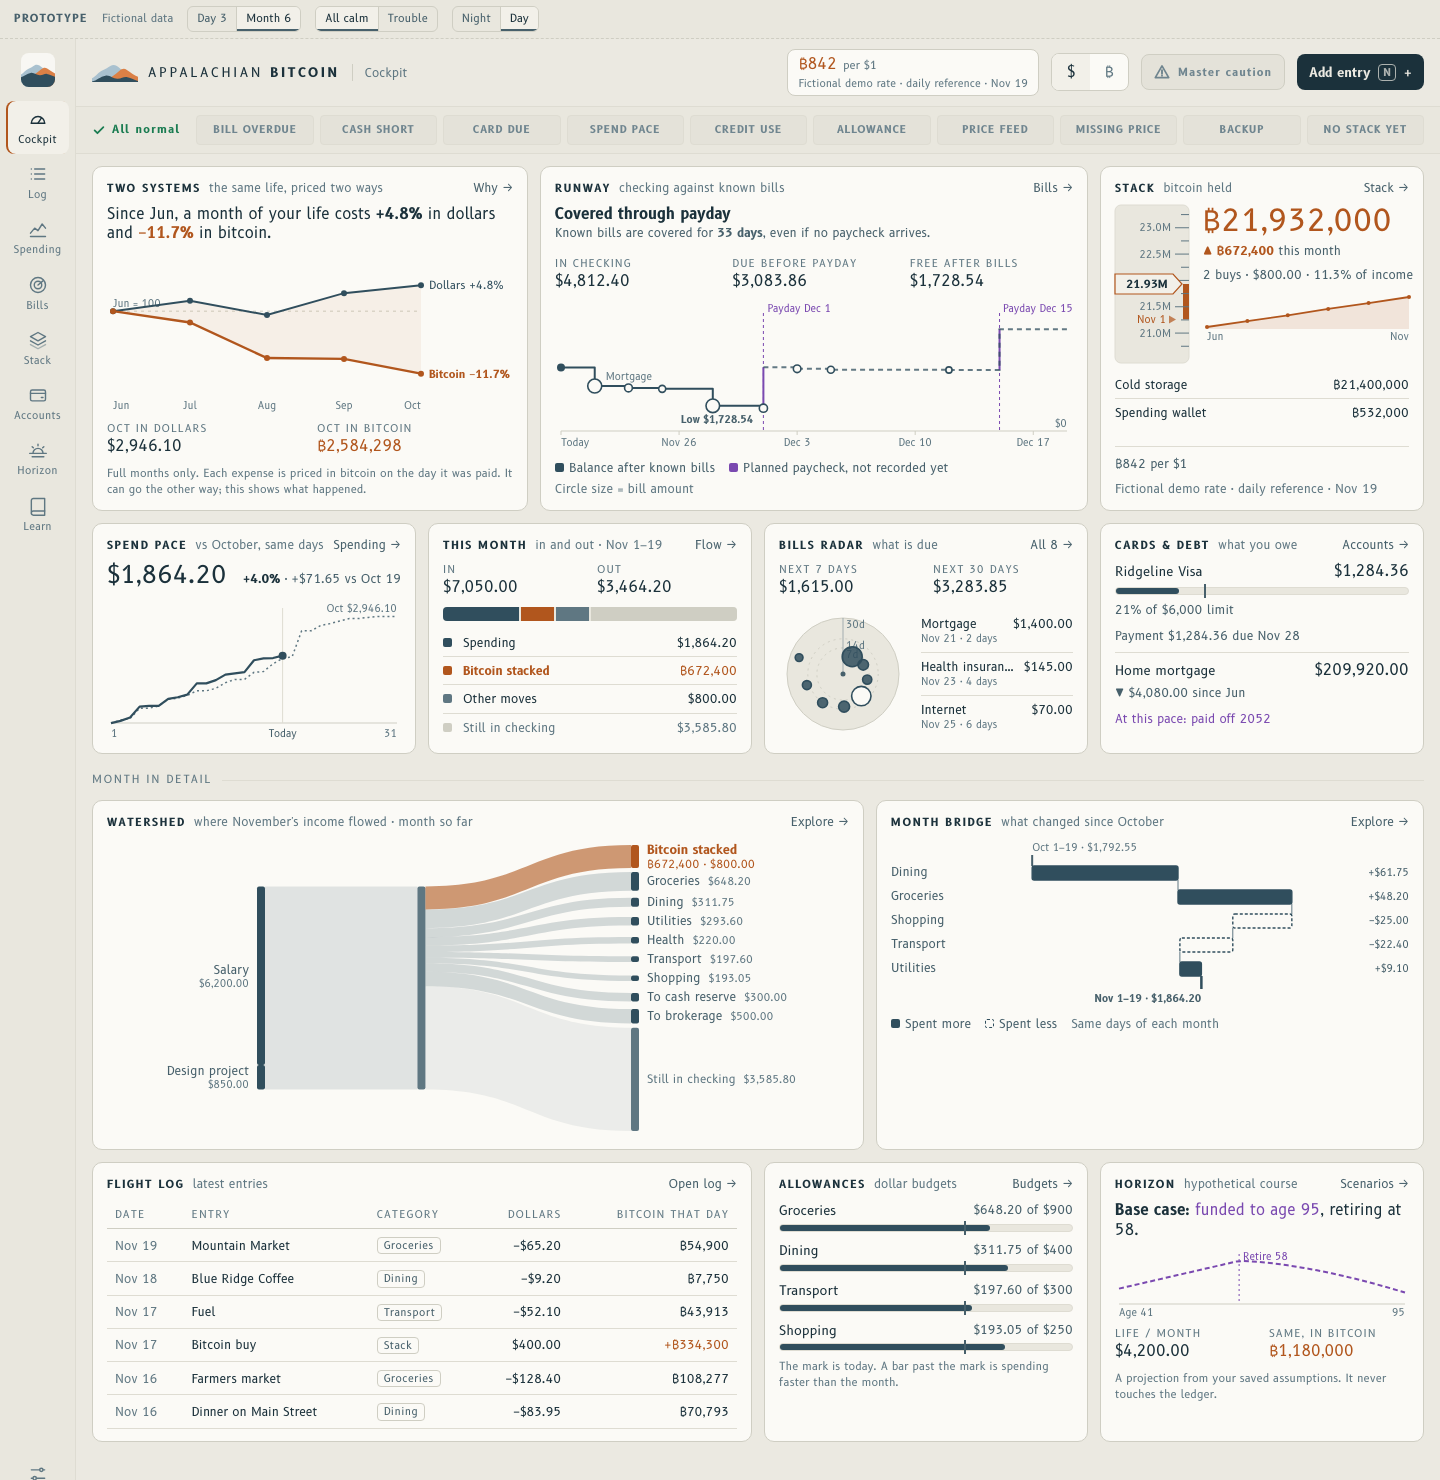 PROTOTYPE Fictional data Day 3 Month 6 All calm Trouble Night Day
APPALACHIAN BITCOIN Cockpit
฿842 per $1
Fictional demo rate · daily reference · Nov 19
$ ฿
Master caution
Add entry N +
All normal BILL OVERDUE CASH SHORT CARD DUE SPEND PACE CREDIT USE ALLOWANCE PRICE FEED MISSING PRICE BACKUP NO STACK YET
Cockpit
Log
Spending
Bills
Stack
Accounts
Horizon
Learn
TWO SYSTEMS the same life, priced two ways Why →
Since Jun, a month of your life costs +4.8% in dollars
and −11.7% in bitcoin.
Jun = 100
Dollars +4.8%
Bitcoin −11.7%
Jun Jul Aug Sep Oct
OCT IN DOLLARS OCT IN BITCOIN
$2,946.10 ฿2,584,298
Full months only. Each expense is priced in bitcoin on the day it was paid. It
can go the other way; this shows what happened.
RUNWAY checking against known bills Bills →
Covered through payday
Known bills are covered for 33 days, even if no paycheck arrives.
IN CHECKING DUE BEFORE PAYDAY FREE AFTER BILLS
$4,812.40 $3,083.86 $1,728.54
Payday Dec 1 Payday Dec 15
Mortgage
Low $1,728.54
$0
Today Nov 26 Dec 3 Dec 10 Dec 17
Balance after known bills Planned paycheck, not recorded yet
Circle size = bill amount
STACK bitcoin held Stack →
23.0M
22.5M
21.93M
21.5M
Nov 1
21.0M
฿21,932,000
▲ ฿672,400 this month
2 buys · $800.00 · 11.3% of income
Jun Nov
Cold storage ฿21,400,000
Spending wallet ฿532,000
฿842 per $1
Fictional demo rate · daily reference · Nov 19
SPEND PACE vs October, same days Spending →
$1,864.20 +4.0% · +$71.65 vs Oct 19
Oct $2,946.10
1 Today 31
THIS MONTH in and out · Nov 1–19 Flow →
IN OUT
$7,050.00 $3,464.20
Spending $1,864.20
Bitcoin stacked ฿672,400
Other moves $800.00
Still in checking $3,585.80
BILLS RADAR what is due All 8 →
NEXT 7 DAYS NEXT 30 DAYS
$1,615.00 $3,283.85
30d
14d
Mortgage $1,400.00
Nov 21 · 2 days
Health insuran... $145.00
Nov 23 · 4 days
Internet $70.00
Nov 25 · 6 days
CARDS & DEBT what you owe Accounts →
Ridgeline Visa $1,284.36
21% of $6,000 limit
Payment $1,284.36 due Nov 28
Home mortgage $209,920.00
▼ $4,080.00 since Jun
At this pace: paid off 2052
MONTH IN DETAIL
WATERSHED where November's income flowed · month so far Explore →
Salary
$6,200.00
Design project
$850.00
Bitcoin stacked
฿672,400 · $800.00
Groceries $648.20
Dining $311.75
Utilities $293.60
Health $220.00
Transport $197.60
Shopping $193.05
To cash reserve $300.00
To brokerage $500.00
Still in checking $3,585.80
MONTH BRIDGE what changed since October Explore →
Oct 1–19 · $1,792.55
Dining +$61.75
Groceries +$48.20
Shopping −$25.00
Transport −$22.40
Utilities +$9.10
Nov 1–19 · $1,864.20
Spent more Spent less Same days of each month
FLIGHT LOG latest entries Open log →
DATE ENTRY CATEGORY DOLLARS BITCOIN THAT DAY
Nov 19 Mountain Market Groceries −$65.20 ฿54,900
Nov 18 Blue Ridge Coffee Dining −$9.20 ฿7,750
Nov 17 Fuel Transport −$52.10 ฿43,913
Nov 17 Bitcoin buy Stack $400.00 +฿334,300
Nov 16 Farmers market Groceries −$128.40 ฿108,277
Nov 16 Dinner on Main Street Dining −$83.95 ฿70,793
ALLOWANCES dollar budgets Budgets →
Groceries $648.20 of $900
Dining $311.75 of $400
Transport $197.60 of $300
Shopping $193.05 of $250
The mark is today. A bar past the mark is spending
faster than the month.
HORIZON hypothetical course Scenarios →
Base case: funded to age 95, retiring at
58.
Retire 58
Age 41 95
LIFE / MONTH SAME, IN BITCOIN
$4,200.00 ฿1,180,000
A projection from your saved assumptions. It never
touches the ledger.